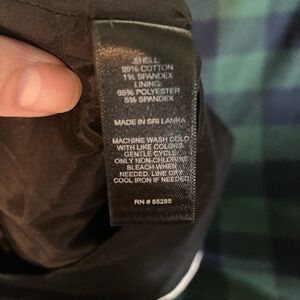 SHELL:
99% COTTON
1% SPANDEX
LINING:
95% POLYESTER
5% SPANDEX
MADE IN SRI LANKA
MACHINE WASH COLD
WITH LIKE COLORS.
GENTLE CYCLE.
ONLY NON-CHLORINE
BLEACH WHEN
NEEDED. LINE DRY.
COOL IRON IF NEEDED
RN # 55285